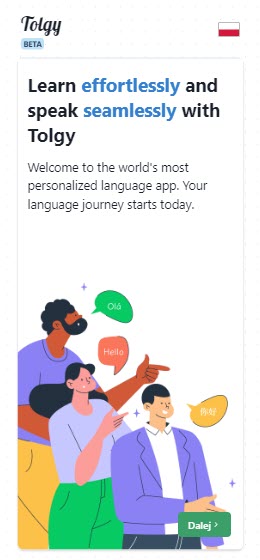 Tolgy
BETA
Learn effortlessly and
speak seamlessly with
Tolgy
Welcome to the world's most
personalized language app. Your
language journey starts today.
Olá
Hello
你好
Dalej ›